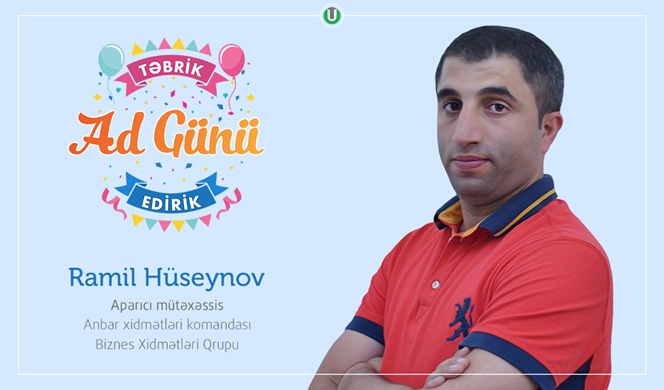 U
TƏBRİK
Ad Günü
EDİRİK
Ramil Hüseynov
Aparıcı mütəxəssis
Anbar xidmətləri komandası
Biznes Xidmətləri Qrupu